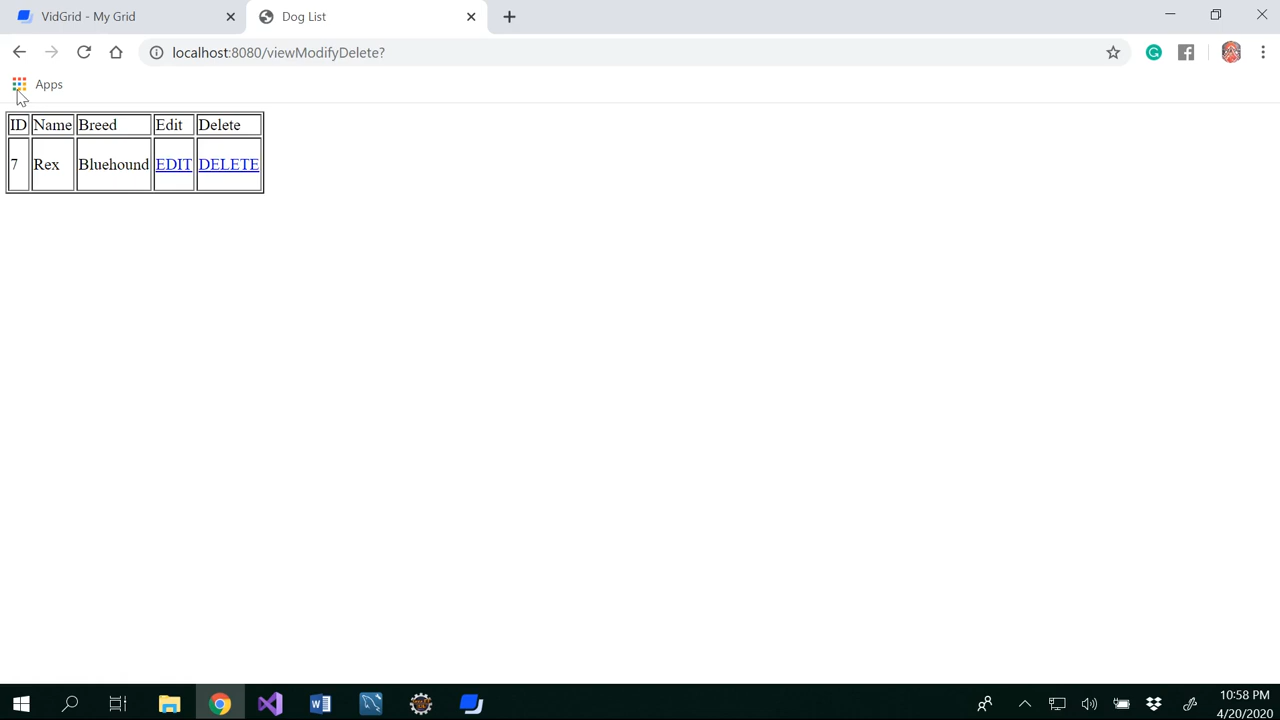 VidGrid - My Grid
Dog List
localhost:8080/viewModifyDelete?
Apps
ID Name Breed Edit Delete
7 Rex Bluehound EDIT DELETE
10:58 PM
4/20/2020